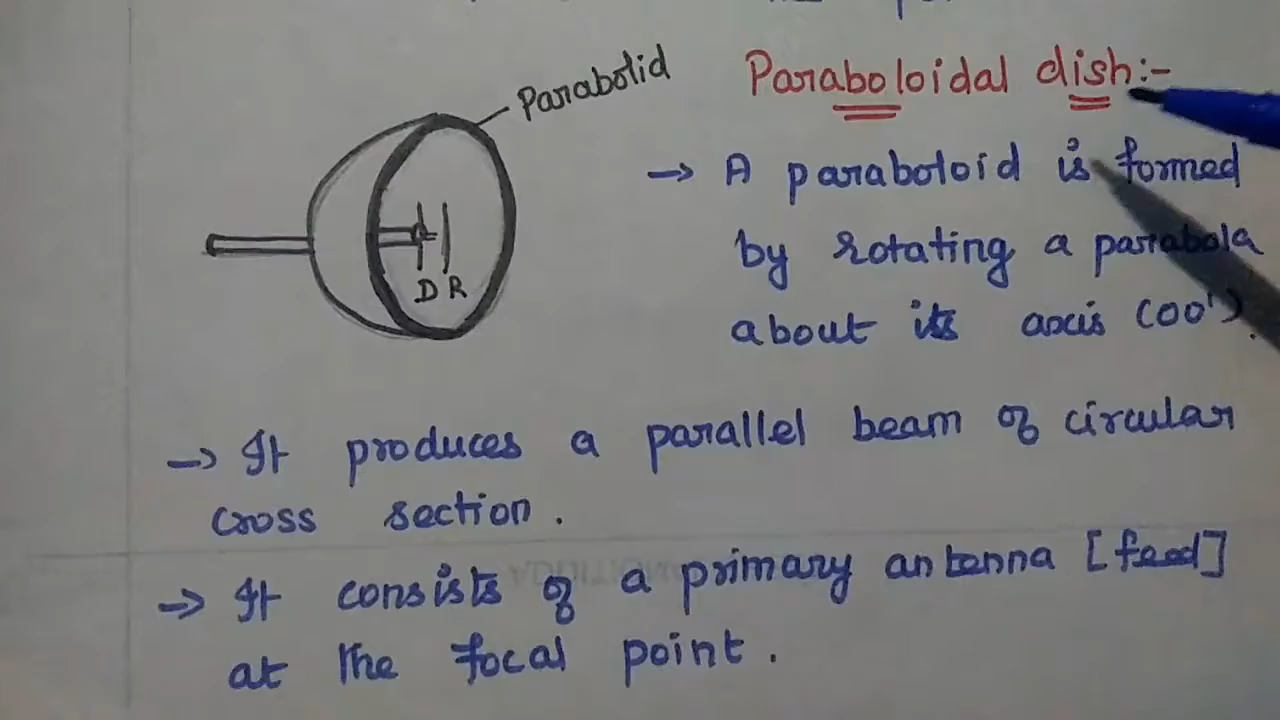 Parabolid
Paraboloidal dish:-
→ A paraboloid is formed
by rotating a parabola
about its axis (OO').
D R
→ It produces a parallel beam of circular
cross section.
→ It consists of a primary antenna [feed]
at the focal point.